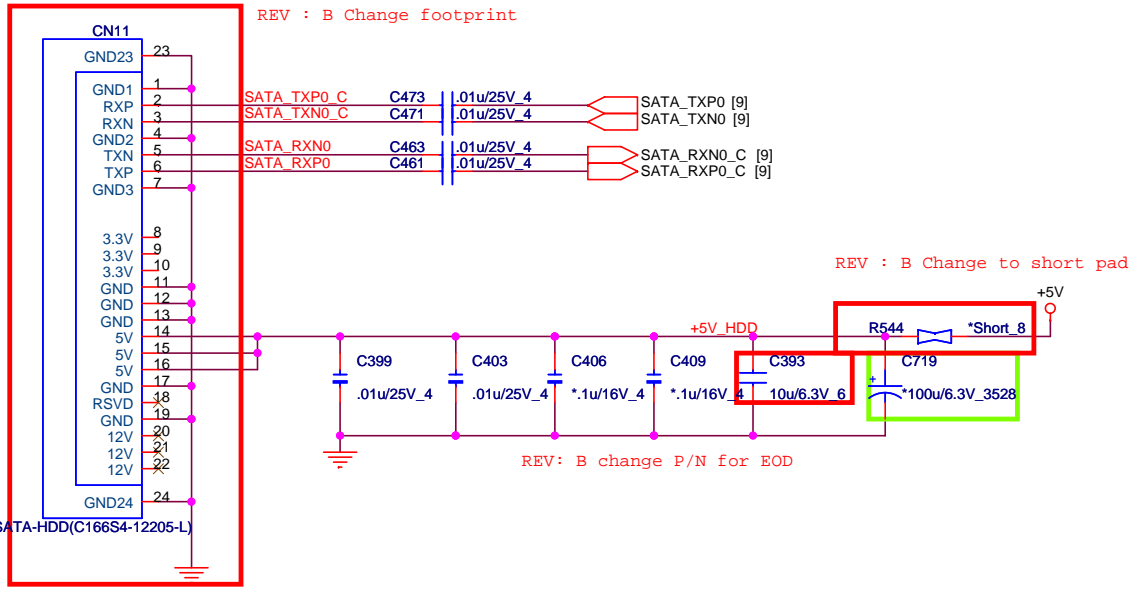 REV : B Change footprint
CN11
GND23 23
GND1 1
RXP 2 SATA_TXP0_C C473 .01u/25V_4 SATA_TXP0 [9]
RXN 3 SATA_TXN0_C C471 .01u/25V_4 SATA_TXN0 [9]
GND2 4
TXN 5 SATA_RXN0 C463 .01u/25V_4 SATA_RXN0_C [9]
TXP 6 SATA_RXP0 C461 .01u/25V_4 SATA_RXP0_C [9]
GND3 7
3.3V 8
3.3V 9
3.3V 10
GND 11
GND 12
GND 13
5V 14
5V 15
5V 16
GND 17
RSVD 18
GND 19
12V 20
12V 21
12V 22
GND24 24
SATA-HDD(C166S4-12205-L)
REV : B Change to short pad
+5V
+5V_HDD R544 *Short_8
C399 C403 C406 C409 C393 C719
.01u/25V_4 .01u/25V_4 *.1u/16V_4 *.1u/16V_4 10u/6.3V_6 + *100u/6.3V_3528
REV: B change P/N for EOD